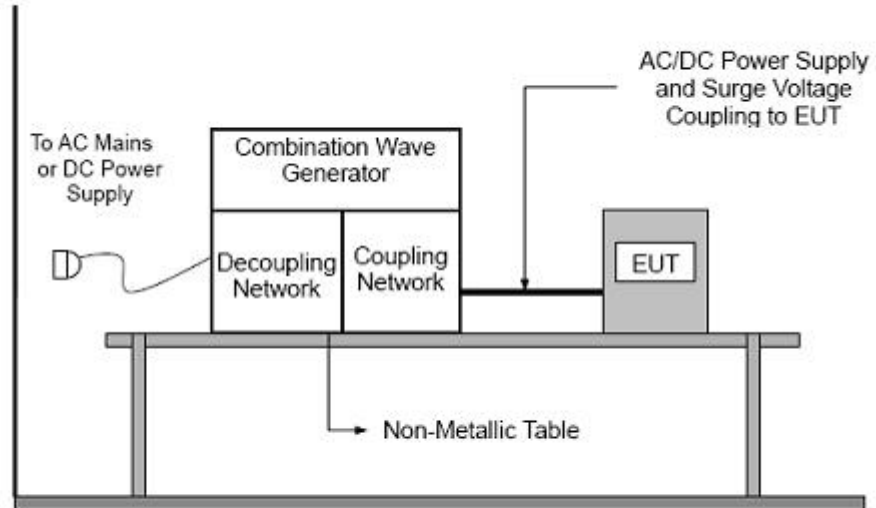 AC/DC Power Supply
and Surge Voltage
Coupling to EUT
To AC Mains
or DC Power
Supply
Combination Wave
Generator
Decoupling
Network
Coupling
Network
EUT
Non-Metallic Table